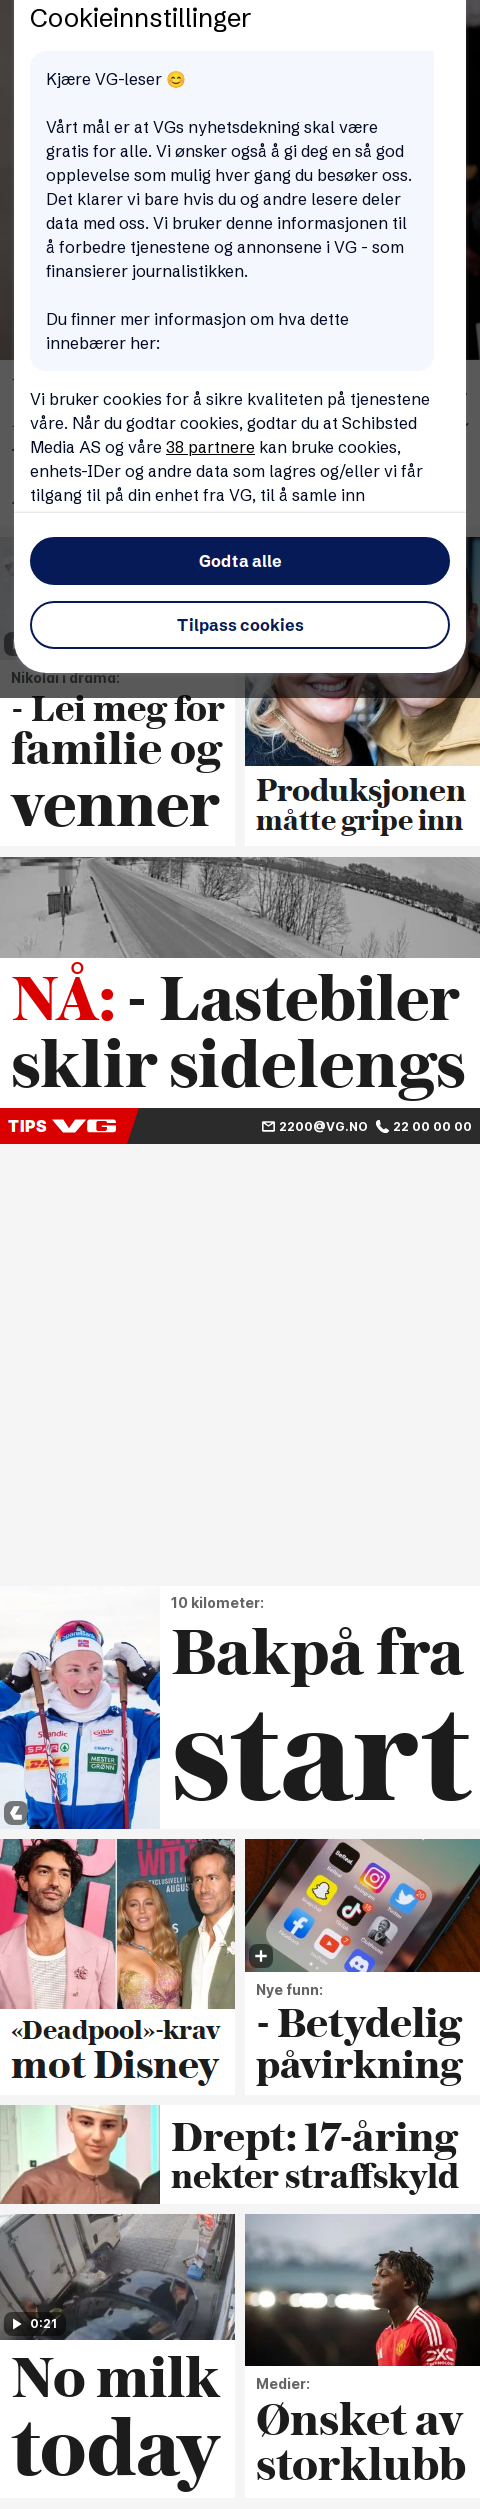 Cookieinnstillinger
Kjære VG-leser 😊
Vårt mål er at VGs nyhetsdekning skal være
gratis for alle. Vi ønsker også å gi deg en så god
opplevelse som mulig hver gang du besøker oss.
Det klarer vi bare hvis du og andre lesere deler
data med oss. Vi bruker denne informasjonen til
å forbedre tjenestene og annonsene i VG - som
finansierer journalistikken.
Du finner mer informasjon om hva dette
innebærer her:
Vi bruker cookies for å sikre kvaliteten på tjenestene
våre. Når du godtar cookies, godtar du at Schibsted
Media AS og våre 38 partnere kan bruke cookies,
enhets-IDer og andre data som lagres og/eller vi får
tilgang til på din enhet fra VG, til å samle inn
Godta alle
Tilpass cookies
Nikolai i drama:
- Lei meg for
familie og
venner
Produksjonen
måtte gripe inn
NÅ: - Lastebiler
sklir sidelengs
TIPS VG 2200@VG.NO 22 00 00 00
10 kilometer:
Bakpå fra
start
«Deadpool»-krav
mot Disney
Nye funn:
- Betydelig
påvirkning
Drept: 17-åring
nekter straffskyld
0:21
No milk
today
Medier:
Ønsket av
storklubb